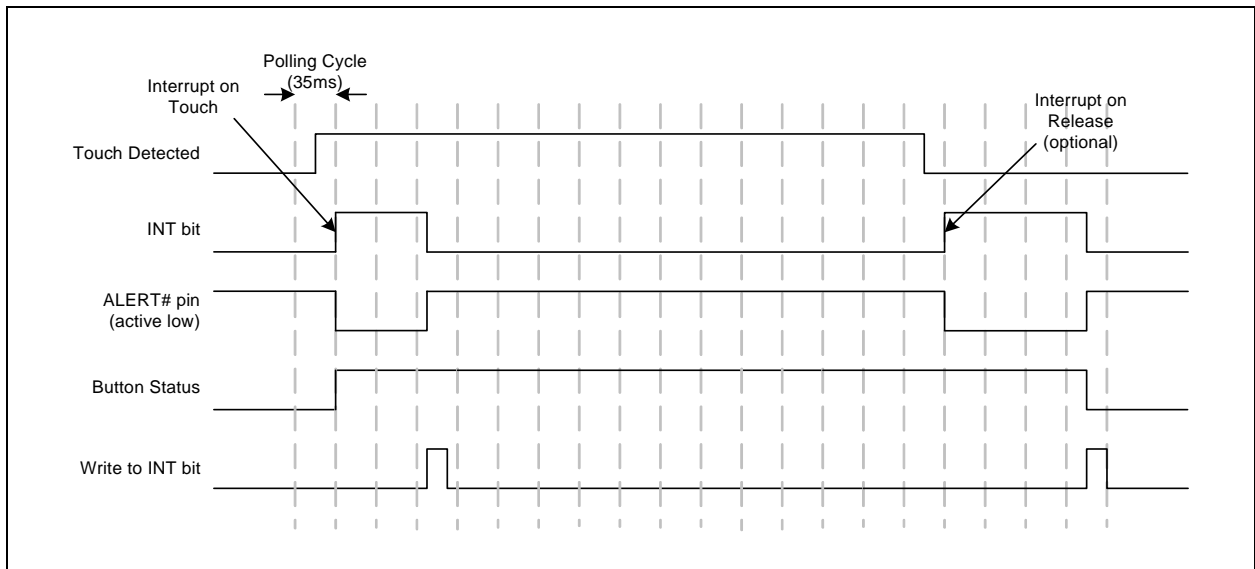 Polling Cycle
(35ms)
Interrupt on
Touch
Interrupt on
Release
(optional)
Touch Detected
INT bit
ALERT# pin
(active low)
Button Status
Write to INT bit